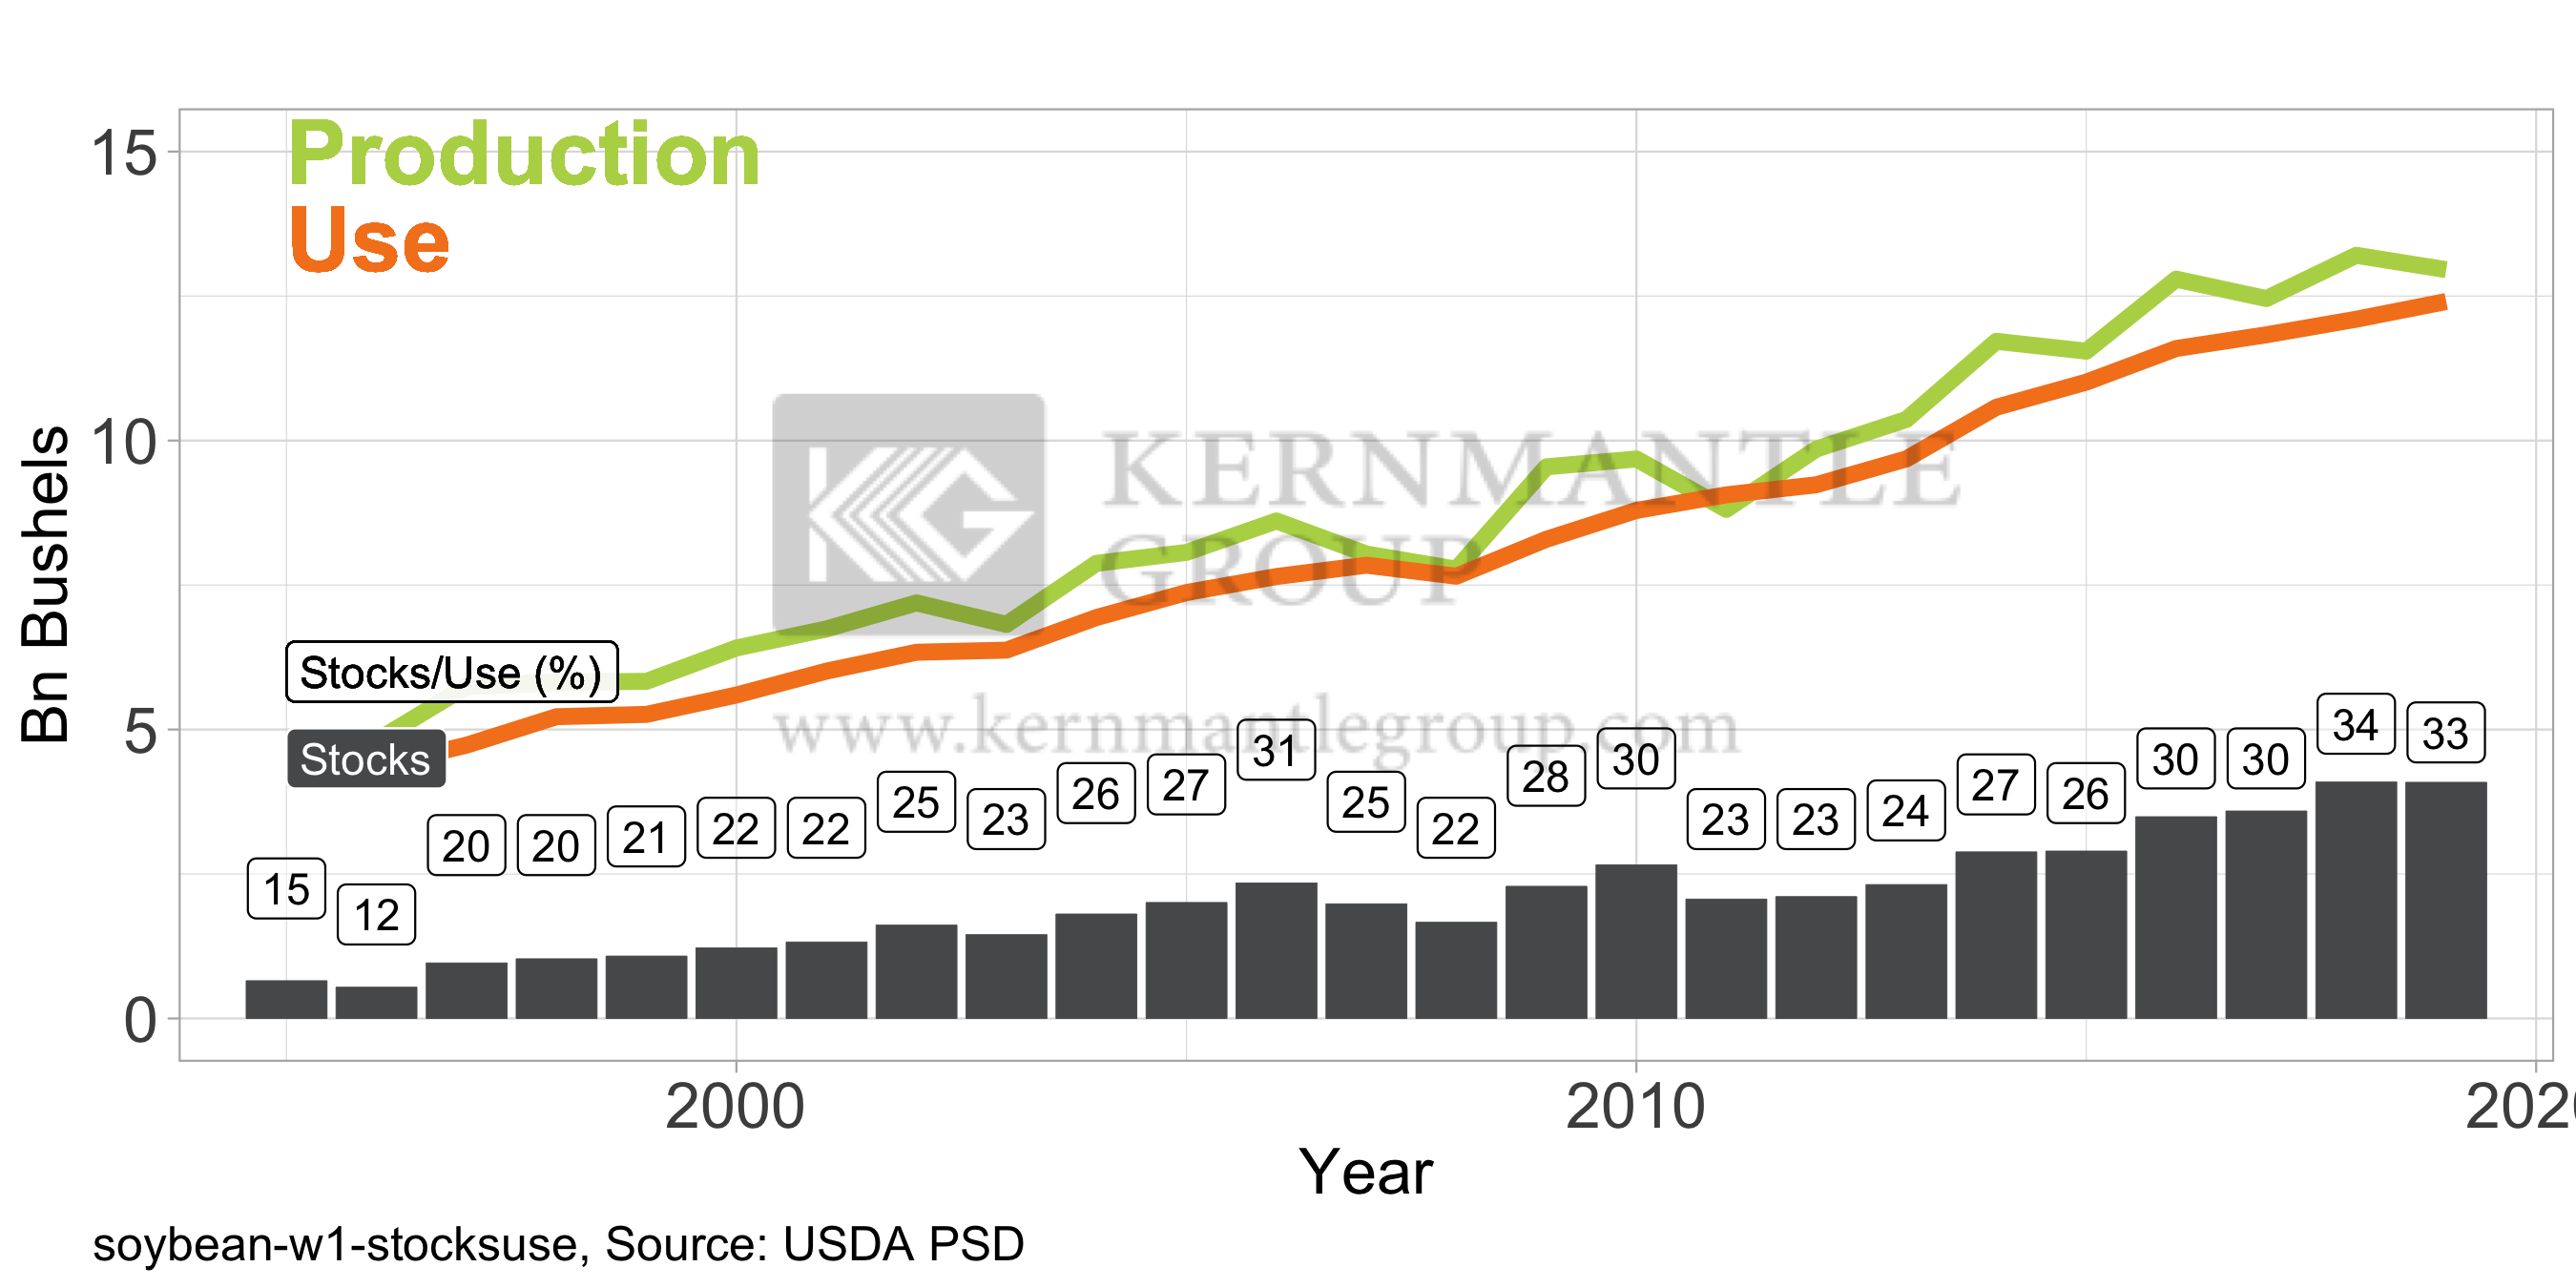 Production
Use
15
10
5
0
Bn Bushels
KG
KERNMANTLE
GROUP
www.kernmantlegroup.com
Stocks/Use (%)
Stocks
15 12 20 20 21 22 22 25 23 26 27 31 25 22 28 30 23 23 24 27 26 30 30 34 33
2000 2010 202
Year
soybean-w1-stocksuse, Source: USDA PSD